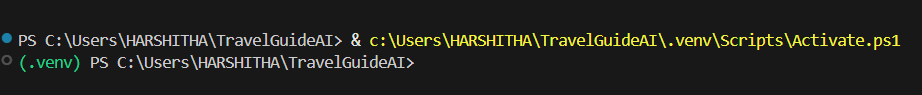 PS C:\Users\HARSHITHA\TravelGuideAI> & c:\Users\HARSHITHA\TravelGuideAI\.venv\Scripts\Activate.ps1
(.venv) PS C:\Users\HARSHITHA\TravelGuideAI>